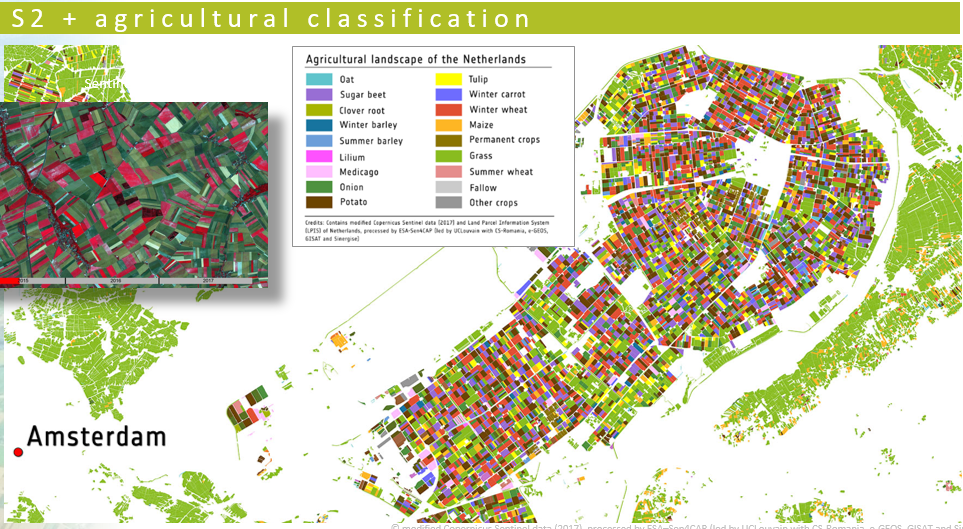 S2 + agricultural classification
Sentin
Agricultural landscape of the Netherlands
Oat
Sugar beet
Clover root
Winter barley
Summer barley
Lilium
Medicago
Onion
Potato
Tulip
Winter carrot
Winter wheat
Maize
Permanent crops
Grass
Summer wheat
Fallow
Other crops
Credits: Contains modified Copernicus Sentinel data (2017) and Land Parcel Information System
(LPIS) of Netherlands, processed by ESA-Sen4CAP (led by UCLouvain with CS-Romania, e-GEOS,
GISAT and Sinergise)
2016
2017
Amsterdam
© modified Copernicus Sentinel data (2017), processed by ESA–Sen4CAP (led by UCLouvain with CS-Romania, e-GEOS, GISAT and Si